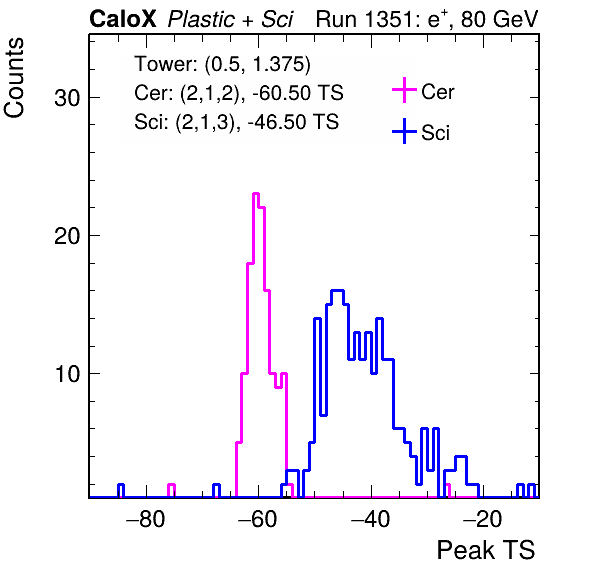 CaloX Plastic + Sci Run 1351: e⁺, 80 GeV
Counts
Tower: (0.5, 1.375)
Cer: (2,1,2), -60.50 TS
Sci: (2,1,3), -46.50 TS
Cer
Sci
30
20
10
−80 −60 −40 −20
Peak TS